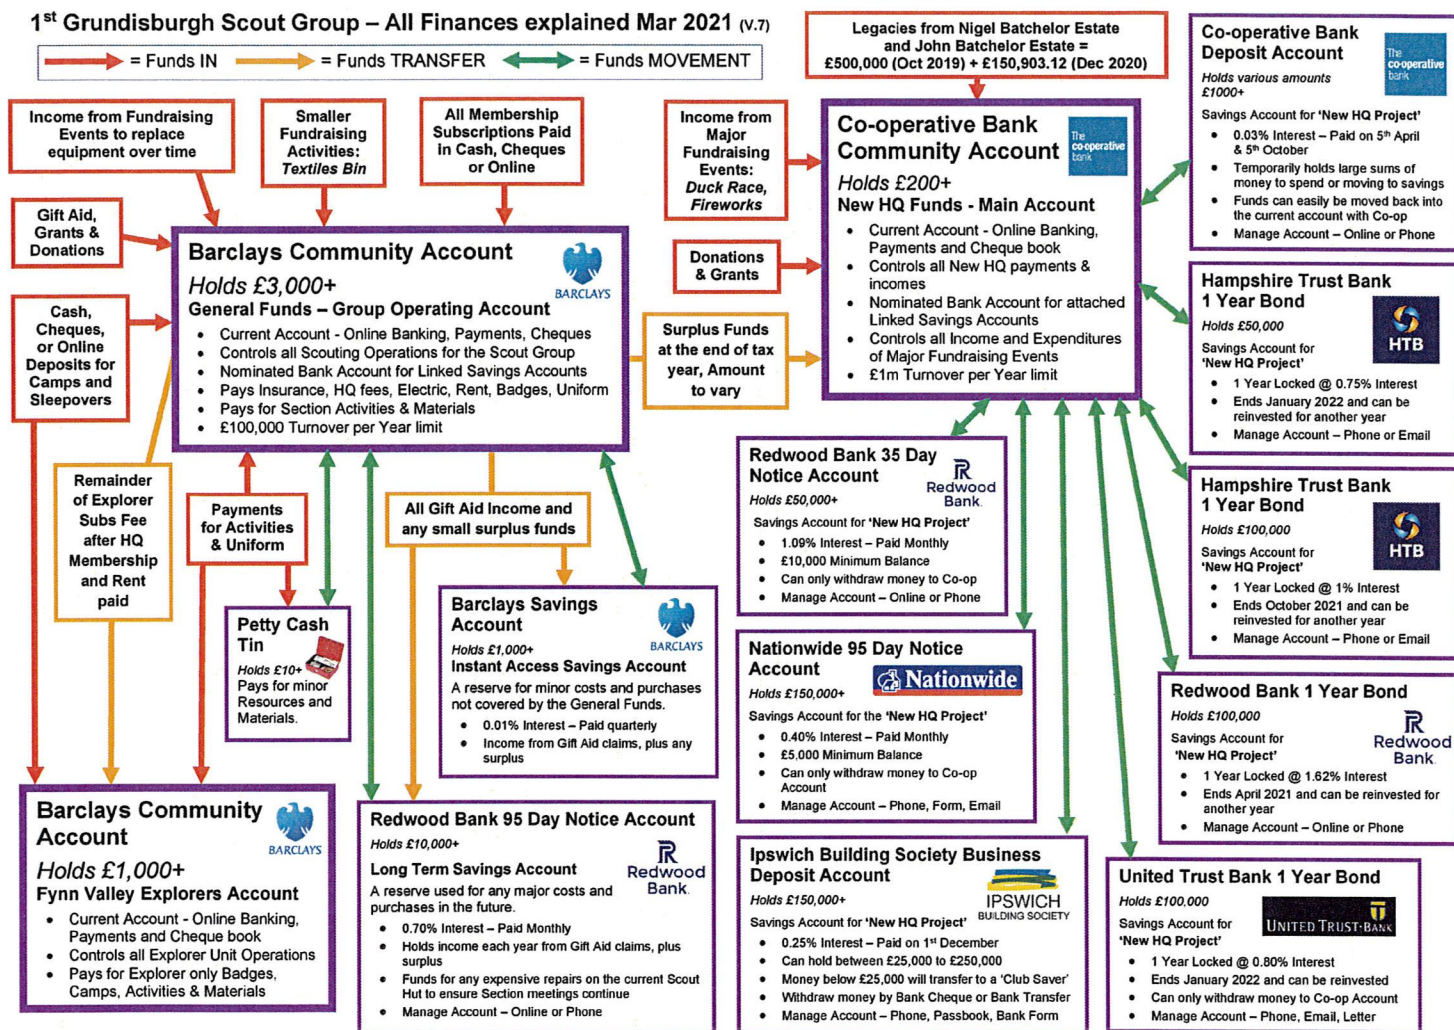 1st Grundisburgh Scout Group – All Finances explained Mar 2021 (V.7)
= Funds IN
= Funds TRANSFER
= Funds MOVEMENT
Income from Fundraising
Events to replace
equipment over time
Smaller
Fundraising
Activities:
Textiles Bin
All Membership
Subscriptions Paid
in Cash, Cheques
or Online
Gift Aid,
Grants &
Donations
Cash,
Cheques,
or Online
Deposits for
Camps and
Sleepovers
Barclays Community Account
Holds £3,000+
BARCLAYS
General Funds – Group Operating Account
• Current Account - Online Banking, Payments, Cheques
• Controls all Scouting Operations for the Scout Group
• Nominated Bank Account for Linked Savings Accounts
• Pays Insurance, HQ fees, Electric, Rent, Badges, Uniform
• Pays for Section Activities & Materials
• £100,000 Turnover per Year limit
Remainder
of Explorer
Subs Fee
after HQ
Membership
and Rent
paid
Payments
for Activities
& Uniform
All Gift Aid Income and
any small surplus funds
Petty Cash
Tin
Holds £10+
Pays for minor
Resources and
Materials.
Barclays Savings
Account
BARCLAYS
Holds £1,000+
Instant Access Savings Account
A reserve for minor costs and purchases
not covered by the General Funds.
• 0.01% Interest – Paid quarterly
• Income from Gift Aid claims, plus any
surplus
Barclays Community
Account
BARCLAYS
Holds £1,000+
Fynn Valley Explorers Account
• Current Account - Online Banking,
Payments and Cheque book
• Controls all Explorer Unit Operations
• Pays for Explorer only Badges,
Camps, Activities & Materials
Redwood Bank 95 Day Notice Account
Holds £10,000+
Redwood
Bank.
Long Term Savings Account
A reserve used for any major costs and
purchases in the future.
• 0.70% Interest – Paid Monthly
• Holds income each year from Gift Aid claims, plus
surplus
• Funds for any expensive repairs on the current Scout
Hut to ensure Section meetings continue
• Manage Account – Online or Phone
Legacies from Nigel Batchelor Estate
and John Batchelor Estate =
£500,000 (Oct 2019) + £150,903.12 (Dec 2020)
Income from
Major
Fundraising
Events:
Duck Race,
Fireworks
Donations
& Grants
Surplus Funds
at the end of tax
year, Amount
to vary
Co-operative Bank
Community Account
The
co-operative
bank
Holds £200+
New HQ Funds - Main Account
• Current Account - Online Banking,
Payments and Cheque book
• Controls all New HQ payments &
incomes
• Nominated Bank Account for attached
Linked Savings Accounts
• Controls all Income and Expenditures
of Major Fundraising Events
• £1m Turnover per Year limit
Redwood Bank 35 Day
Notice Account
Redwood
Bank.
Holds £50,000+
Savings Account for 'New HQ Project'
• 1.09% Interest – Paid Monthly
• £10,000 Minimum Balance
• Can only withdraw money to Co-op
• Manage Account – Online or Phone
Nationwide 95 Day Notice
Account
Nationwide
Holds £150,000+
Savings Account for the 'New HQ Project'
• 0.40% Interest – Paid Monthly
• £5,000 Minimum Balance
• Can only withdraw money to Co-op
Account
• Manage Account – Phone, Form, Email
Ipswich Building Society Business
Deposit Account
IPSWICH
BUILDING SOCIETY
Holds £150,000+
Savings Account for 'New HQ Project'
• 0.25% Interest – Paid on 1st December
• Can hold between £25,000 to £250,000
• Money below £25,000 will transfer to a 'Club Saver'
• Withdraw money by Bank Cheque or Bank Transfer
• Manage Account – Phone, Passbook, Bank Form
Co-operative Bank
Deposit Account
The
co-operative
bank
Holds various amounts
£1000+
Savings Account for 'New HQ Project'
• 0.03% Interest – Paid on 5th April
& 5th October
• Temporarily holds large sums of
money to spend or moving to savings
• Funds can easily be moved back into
the current account with Co-op
• Manage Account – Online or Phone
Hampshire Trust Bank
1 Year Bond
HTB
Holds £50,000
Savings Account for
'New HQ Project'
• 1 Year Locked @ 0.75% Interest
• Ends January 2022 and can be
reinvested for another year
• Manage Account – Phone or Email
Hampshire Trust Bank
1 Year Bond
HTB
Holds £100,000
Savings Account for
'New HQ Project'
• 1 Year Locked @ 1% Interest
• Ends October 2021 and can be
reinvested for another year
• Manage Account – Phone or Email
Redwood Bank 1 Year Bond
Holds £100,000
Redwood
Bank.
Savings Account for
'New HQ Project'
• 1 Year Locked @ 1.62% Interest
• Ends April 2021 and can be reinvested for
another year
• Manage Account – Online or Phone
United Trust Bank 1 Year Bond
Holds £100,000
UNITED TRUST BANK
Savings Account for
'New HQ Project'
• 1 Year Locked @ 0.80% Interest
• Ends January 2022 and can be reinvested
• Can only withdraw money to Co-op Account
• Manage Account – Phone, Email, Letter